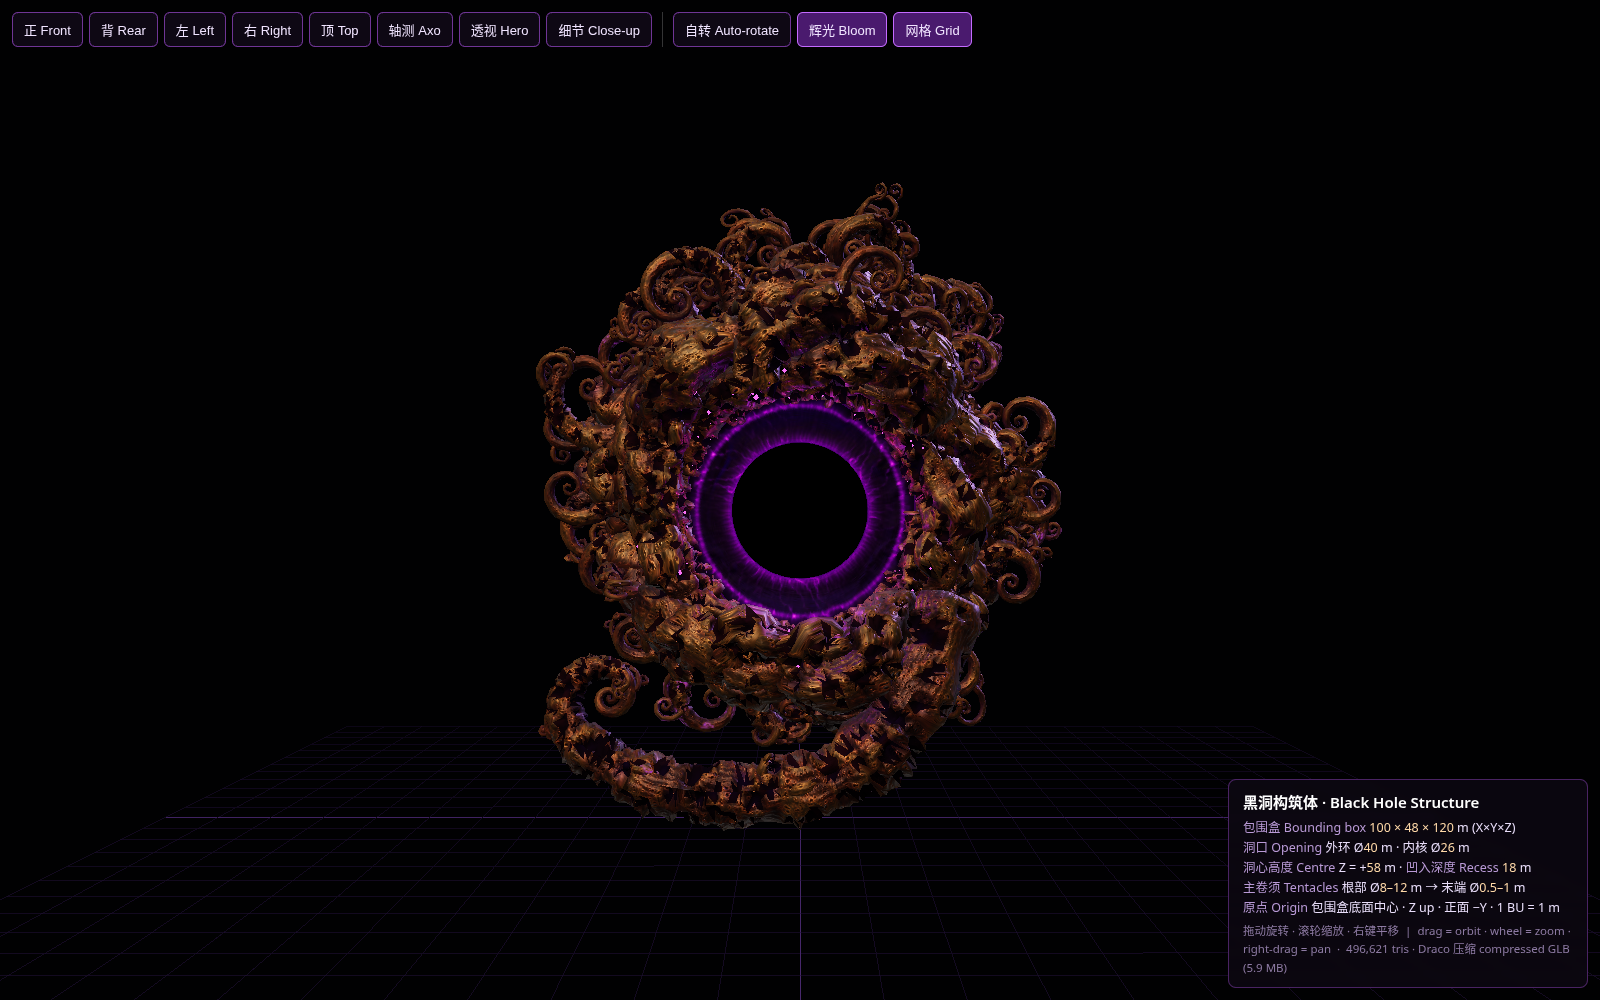 正 Front 背 Rear 左 Left 右 Right 顶 Top 轴测 Axo 透视 Hero 细节 Close-up 自转 Auto-rotate 辉光 Bloom 网格 Grid
黑洞构筑体 · Black Hole Structure
包围盒 Bounding box 100 × 48 × 120 m (X×Y×Z)
洞口 Opening 外环 Ø40 m · 内核 Ø26 m
洞心高度 Centre Z = +58 m · 凹入深度 Recess 18 m
主卷须 Tentacles 根部 Ø8–12 m → 末端 Ø0.5–1 m
原点 Origin 包围盒底面中心 · Z up · 正面 −Y · 1 BU = 1 m
拖动旋转 · 滚轮缩放 · 右键平移 | drag = orbit · wheel = zoom ·
right-drag = pan · 496,621 tris · Draco 压缩 compressed GLB
(5.9 MB)